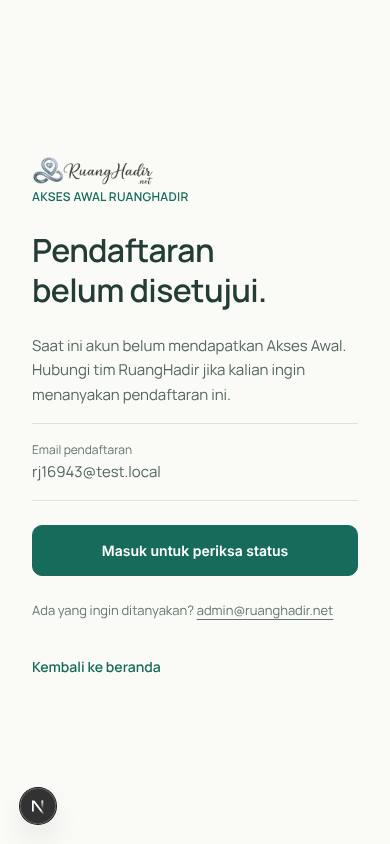 RuangHadir
.net
AKSES AWAL RUANGHADIR
Pendaftaran
belum disetujui.
Saat ini akun belum mendapatkan Akses Awal.
Hubungi tim RuangHadir jika kalian ingin
menanyakan pendaftaran ini.
Email pendaftaran
rj16943@test.local
Masuk untuk periksa status
Ada yang ingin ditanyakan? admin@ruanghadir.net
Kembali ke beranda
N